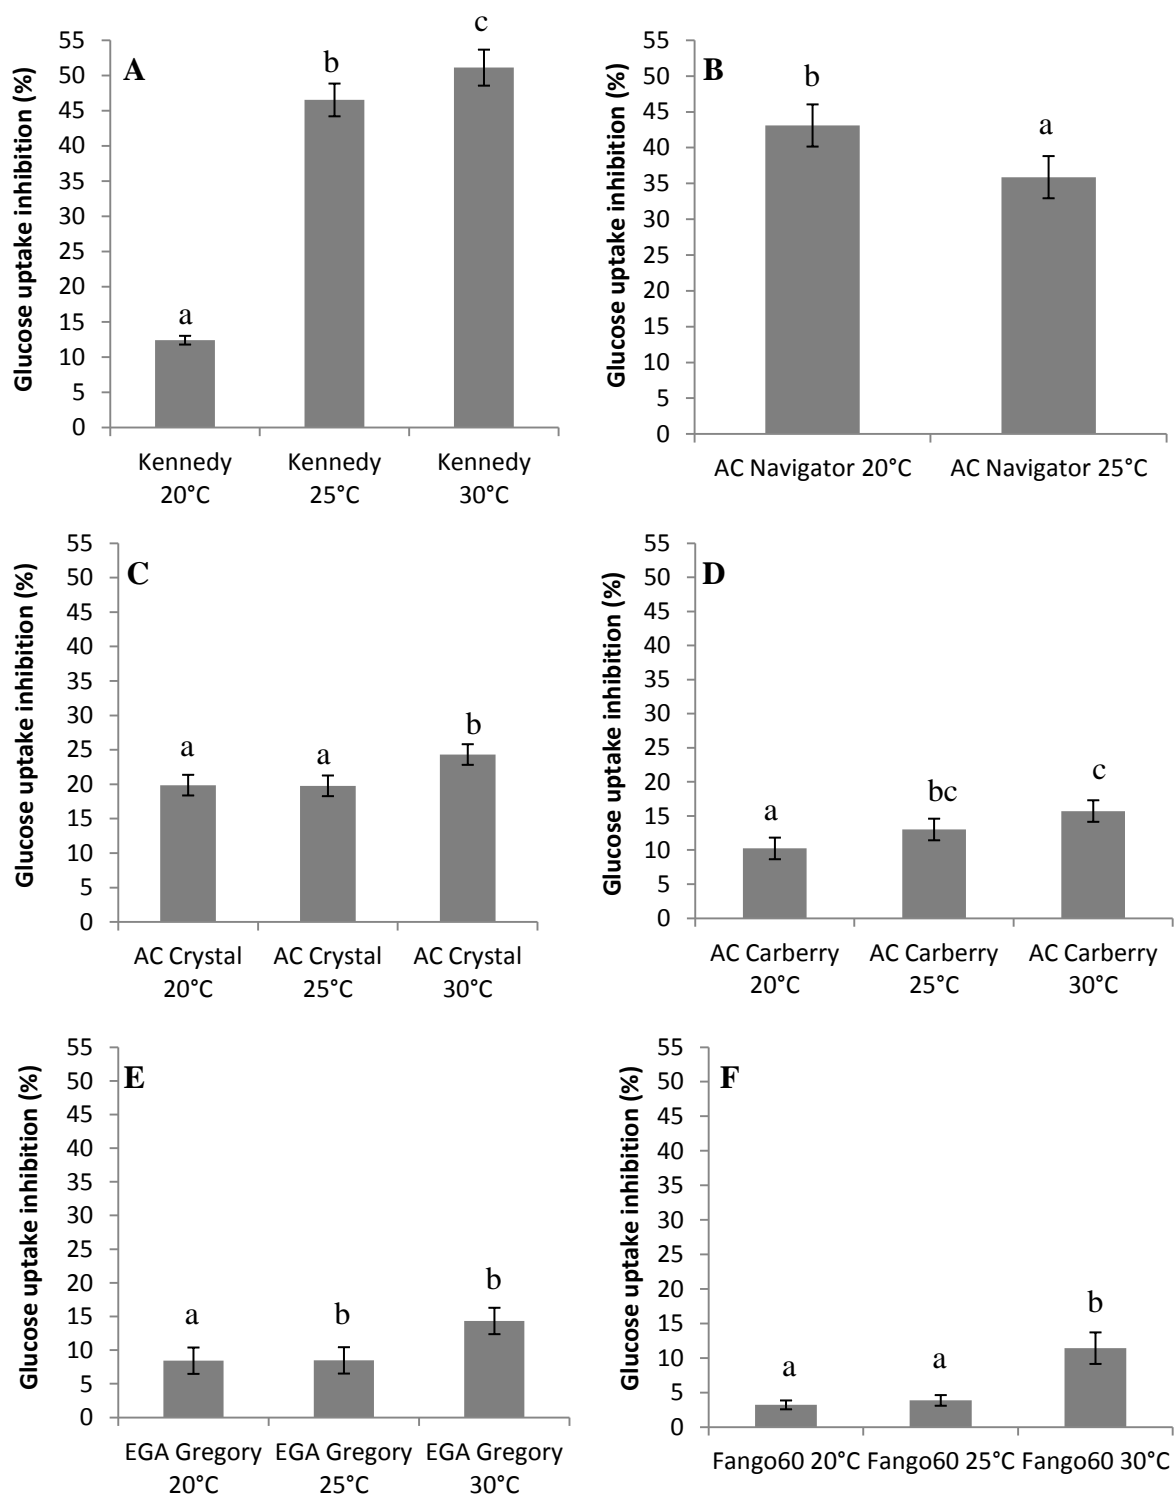 A
Glucose uptake inhibition (%)
55
50
45
40
35
30
25
20
15
10
5
0
a
b
c
Kennedy Kennedy Kennedy
20°C 25°C 30°C
B
Glucose uptake inhibition (%)
55
50
45
40
35
30
25
20
15
10
5
0
b
a
AC Navigator 20°C AC Navigator 25°C
C
Glucose uptake inhibition (%)
55
50
45
40
35
30
25
20
15
10
5
0
a
a
b
AC Crystal AC Crystal AC Crystal
20°C 25°C 30°C
D
Glucose uptake inhibition (%)
55
50
45
40
35
30
25
20
15
10
5
0
a
bc
c
AC Carberry AC Carberry AC Carberry
20°C 25°C 30°C
E
Glucose uptake inhibition (%)
55
50
45
40
35
30
25
20
15
10
5
0
a
b
b
EGA Gregory EGA Gregory EGA Gregory
20°C 25°C 30°C
F
Glucose uptake inhibition (%)
55
50
45
40
35
30
25
20
15
10
5
0
a
a
b
Fango60 20°C Fango60 25°C Fango60 30°C